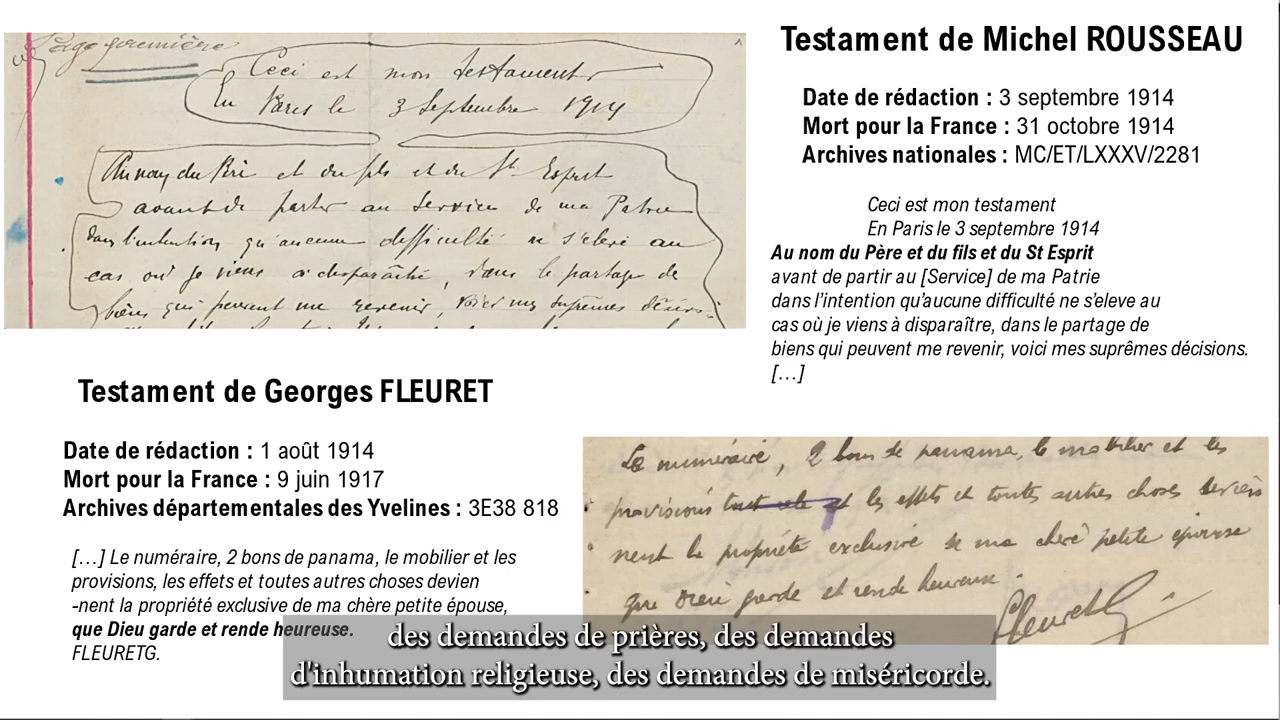 Page première
Ceci est mon testament
En Paris le 3 Septembre 1914
Au nom du Père et du fils et du St Esprit
avant de partir au Service de ma Patrie
dans l'intention qu'aucune difficulté ne s'eleve au
cas où je viens à disparaître, dans le partage de
biens qui peuvent me revenir, voici mes suprêmes décisi-
Testament de Michel ROUSSEAU
Date de rédaction : 3 septembre 1914
Mort pour la France : 31 octobre 1914
Archives nationales : MC/ET/LXXXV/2281
Ceci est mon testament
En Paris le 3 septembre 1914
Au nom du Père et du fils et du St Esprit
avant de partir au [Service] de ma Patrie
dans l'intention qu'aucune difficulté ne s'eleve au
cas où je viens à disparaître, dans le partage de
biens qui peuvent me revenir, voici mes suprêmes décisions.
[…]
Testament de Georges FLEURET
Date de rédaction : 1 août 1914
Mort pour la France : 9 juin 1917
Archives départementales des Yvelines : 3E38 818
[…] Le numéraire, 2 bons de panama, le mobilier et les
provisions, les effets et toutes autres choses devien
-nent la propriété exclusive de ma chère petite épouse,
que Dieu garde et rende heureuse.
FLEURETG.
Le numéraire, 2 bons de panama, le mobilier et les
provisions tout cela et les effets et toutes autres choses devien
nent la propriété exclusive de ma chère petite épouse
que Dieu garde et rende heureuse.
FleuretG.
des demandes de prières, des demandes
d'inhumation religieuse, des demandes de miséricorde.